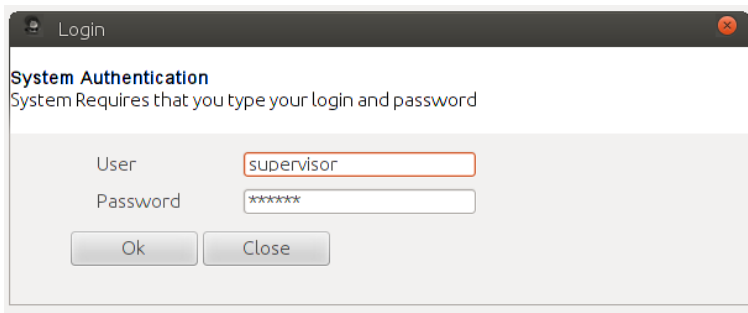 Login
System Authentication
System Requires that you type your login and password
User supervisor
Password ******
Ok Close